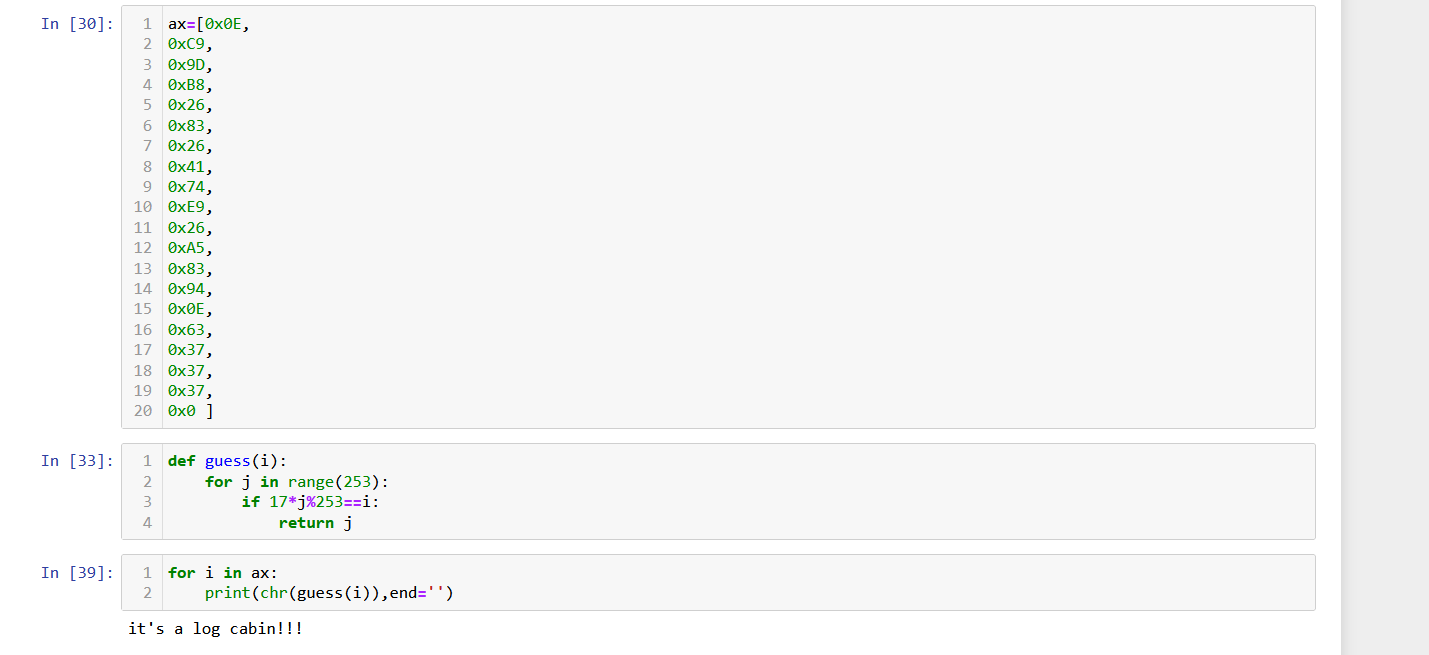 In [30]:
1 ax=[0x0E,
2 0xC9,
3 0x9D,
4 0xB8,
5 0x26,
6 0x83,
7 0x26,
8 0x41,
9 0x74,
10 0xE9,
11 0x26,
12 0xA5,
13 0x83,
14 0x94,
15 0x0E,
16 0x63,
17 0x37,
18 0x37,
19 0x37,
20 0x0 ]
In [33]:
1 def guess(i):
2     for j in range(253):
3         if 17*j%253==i:
4             return j
In [39]:
1 for i in ax:
2     print(chr(guess(i)),end='')
it's a log cabin!!!